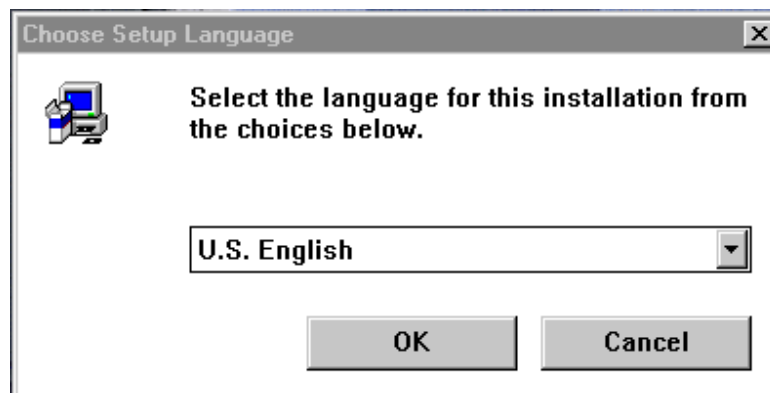 Choose Setup Language
Select the language for this installation from
the choices below.
U.S. English
OK
Cancel